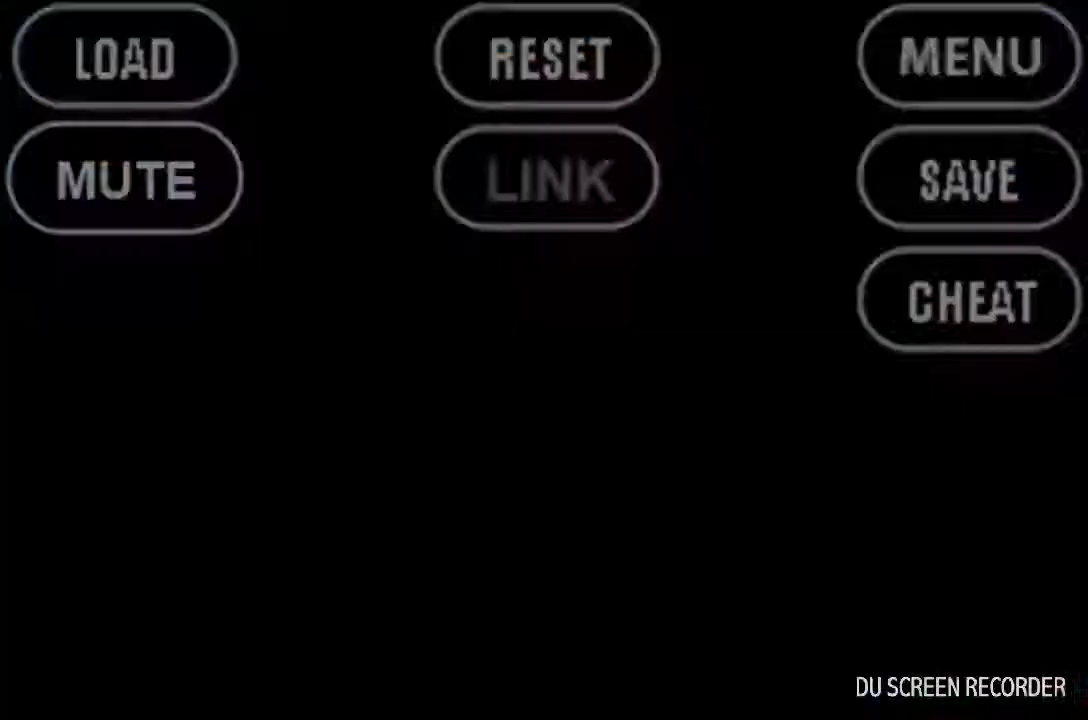 LOAD RESET MENU
MUTE LINK SAVE
CHEAT
DU SCREEN RECORDER